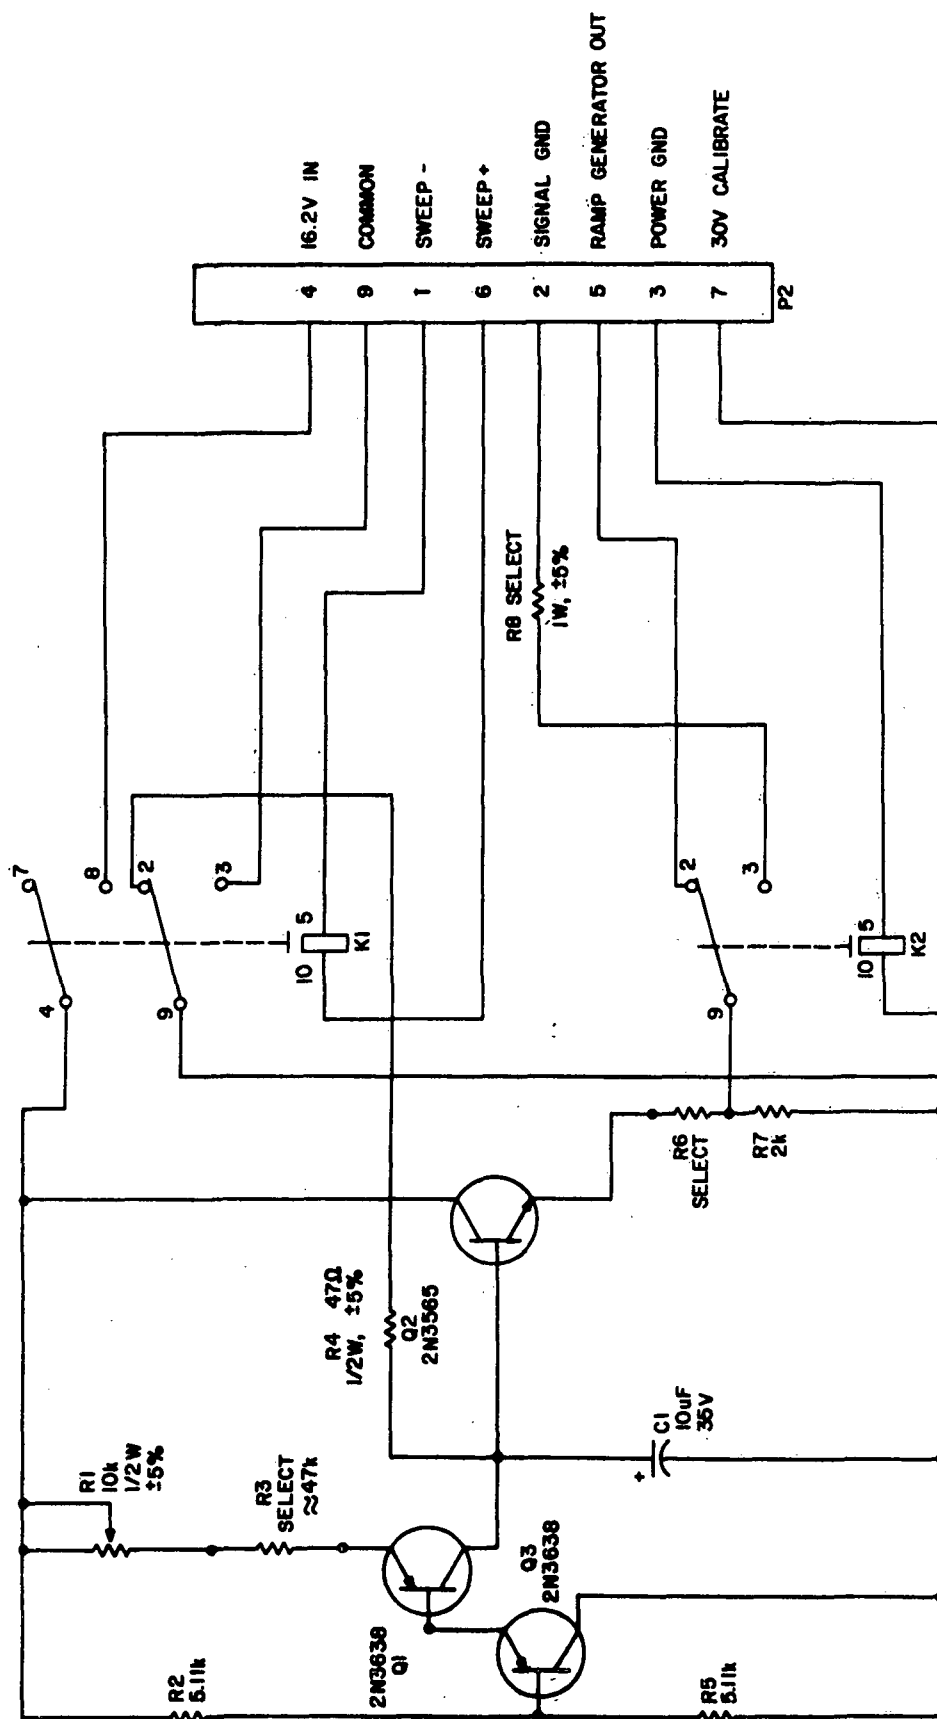 7
4
8
2
9
3
10 5
K1
4 16.2V IN
9 COMMON
1 SWEEP -
6 SWEEP +
2 SIGNAL GND
5 RAMP GENERATOR OUT
3 POWER GND
7 30V CALIBRATE
P2
R8 SELECT
1W, ±5%
2
3
9
10 5
K2
R1
10k
1/2 W
±5%
R2
5.11k
R3
SELECT
≈47k
R4 47Ω
1/2W, ±5%
Q2
2N3565
2N3638
Q1
Q3
2N3638
+
C1
10uF
35V
R5
5.11k
R6
SELECT
R7
2k